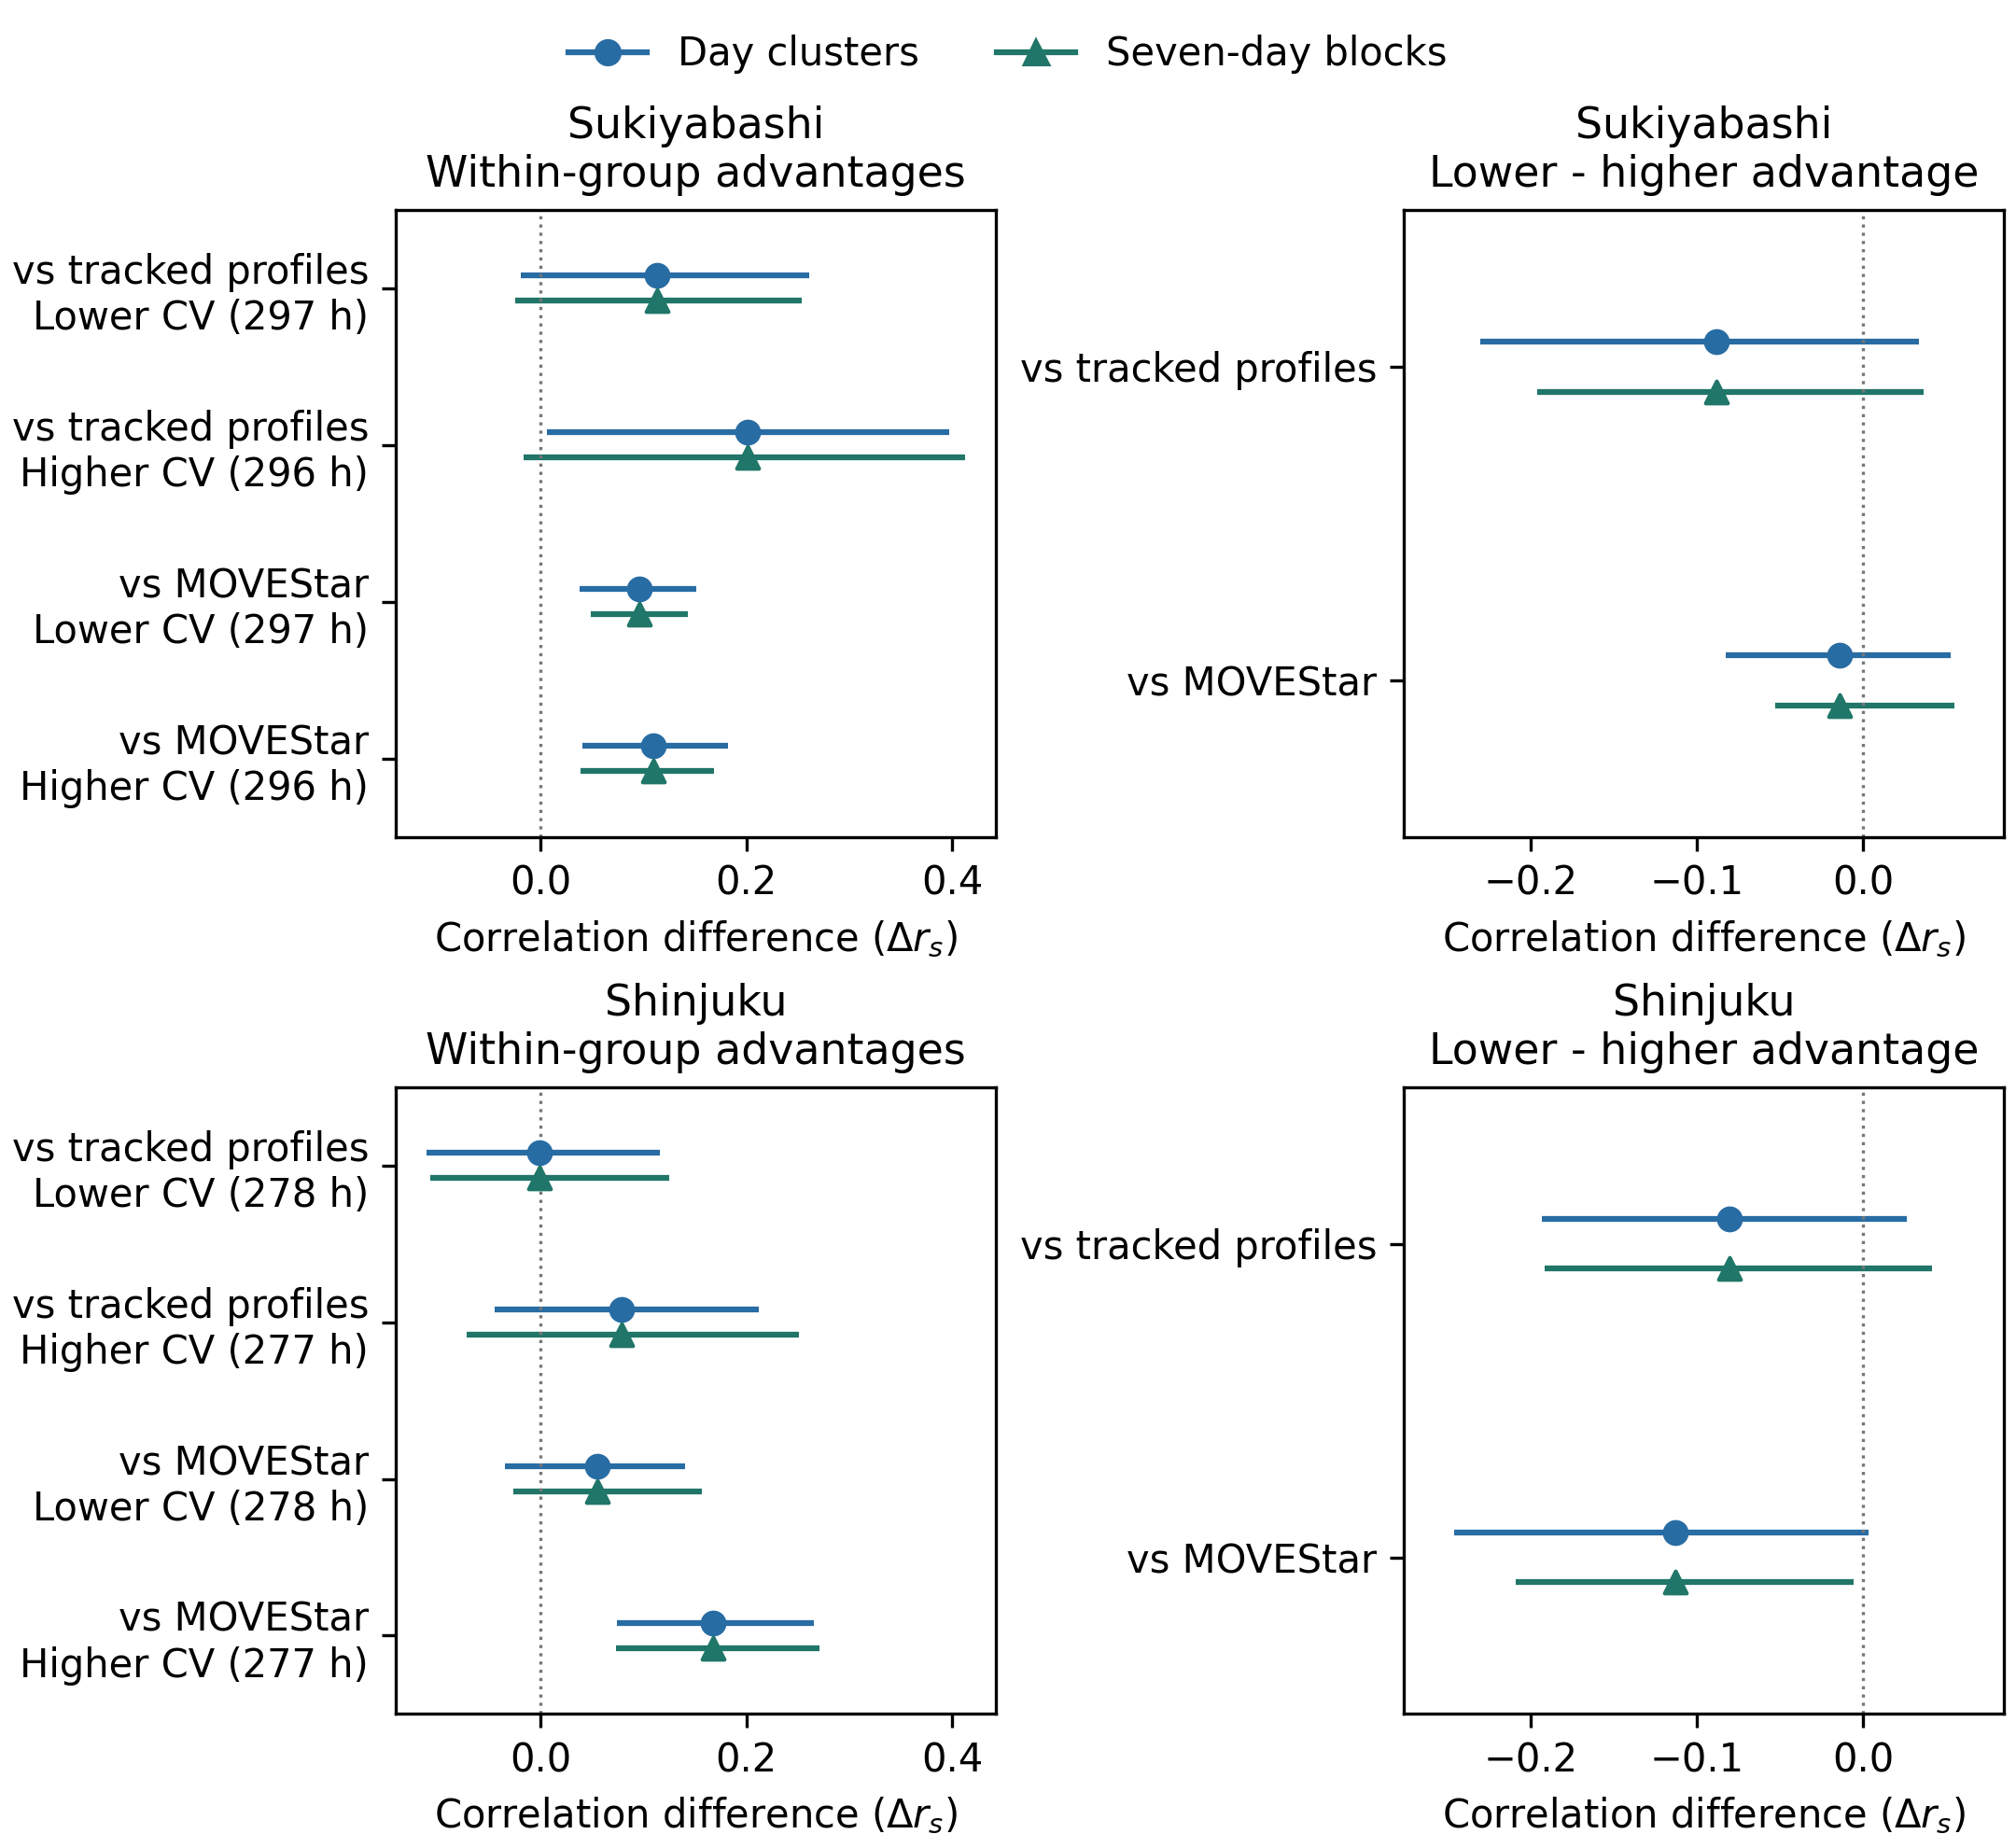 Day clusters
Seven-day blocks
Sukiyabashi
Within-group advantages
vs tracked profiles
Lower CV (297 h)
vs tracked profiles
Higher CV (296 h)
vs MOVEStar
Lower CV (297 h)
vs MOVEStar
Higher CV (296 h)
0.0
0.2
0.4
Correlation difference (Δr_s)
Sukiyabashi
Lower - higher advantage
vs tracked profiles
vs MOVEStar
−0.2
−0.1
0.0
Correlation difference (Δr_s)
Shinjuku
Within-group advantages
vs tracked profiles
Lower CV (278 h)
vs tracked profiles
Higher CV (277 h)
vs MOVEStar
Lower CV (278 h)
vs MOVEStar
Higher CV (277 h)
0.0
0.2
0.4
Correlation difference (Δr_s)
Shinjuku
Lower - higher advantage
vs tracked profiles
vs MOVEStar
−0.2
−0.1
0.0
Correlation difference (Δr_s)